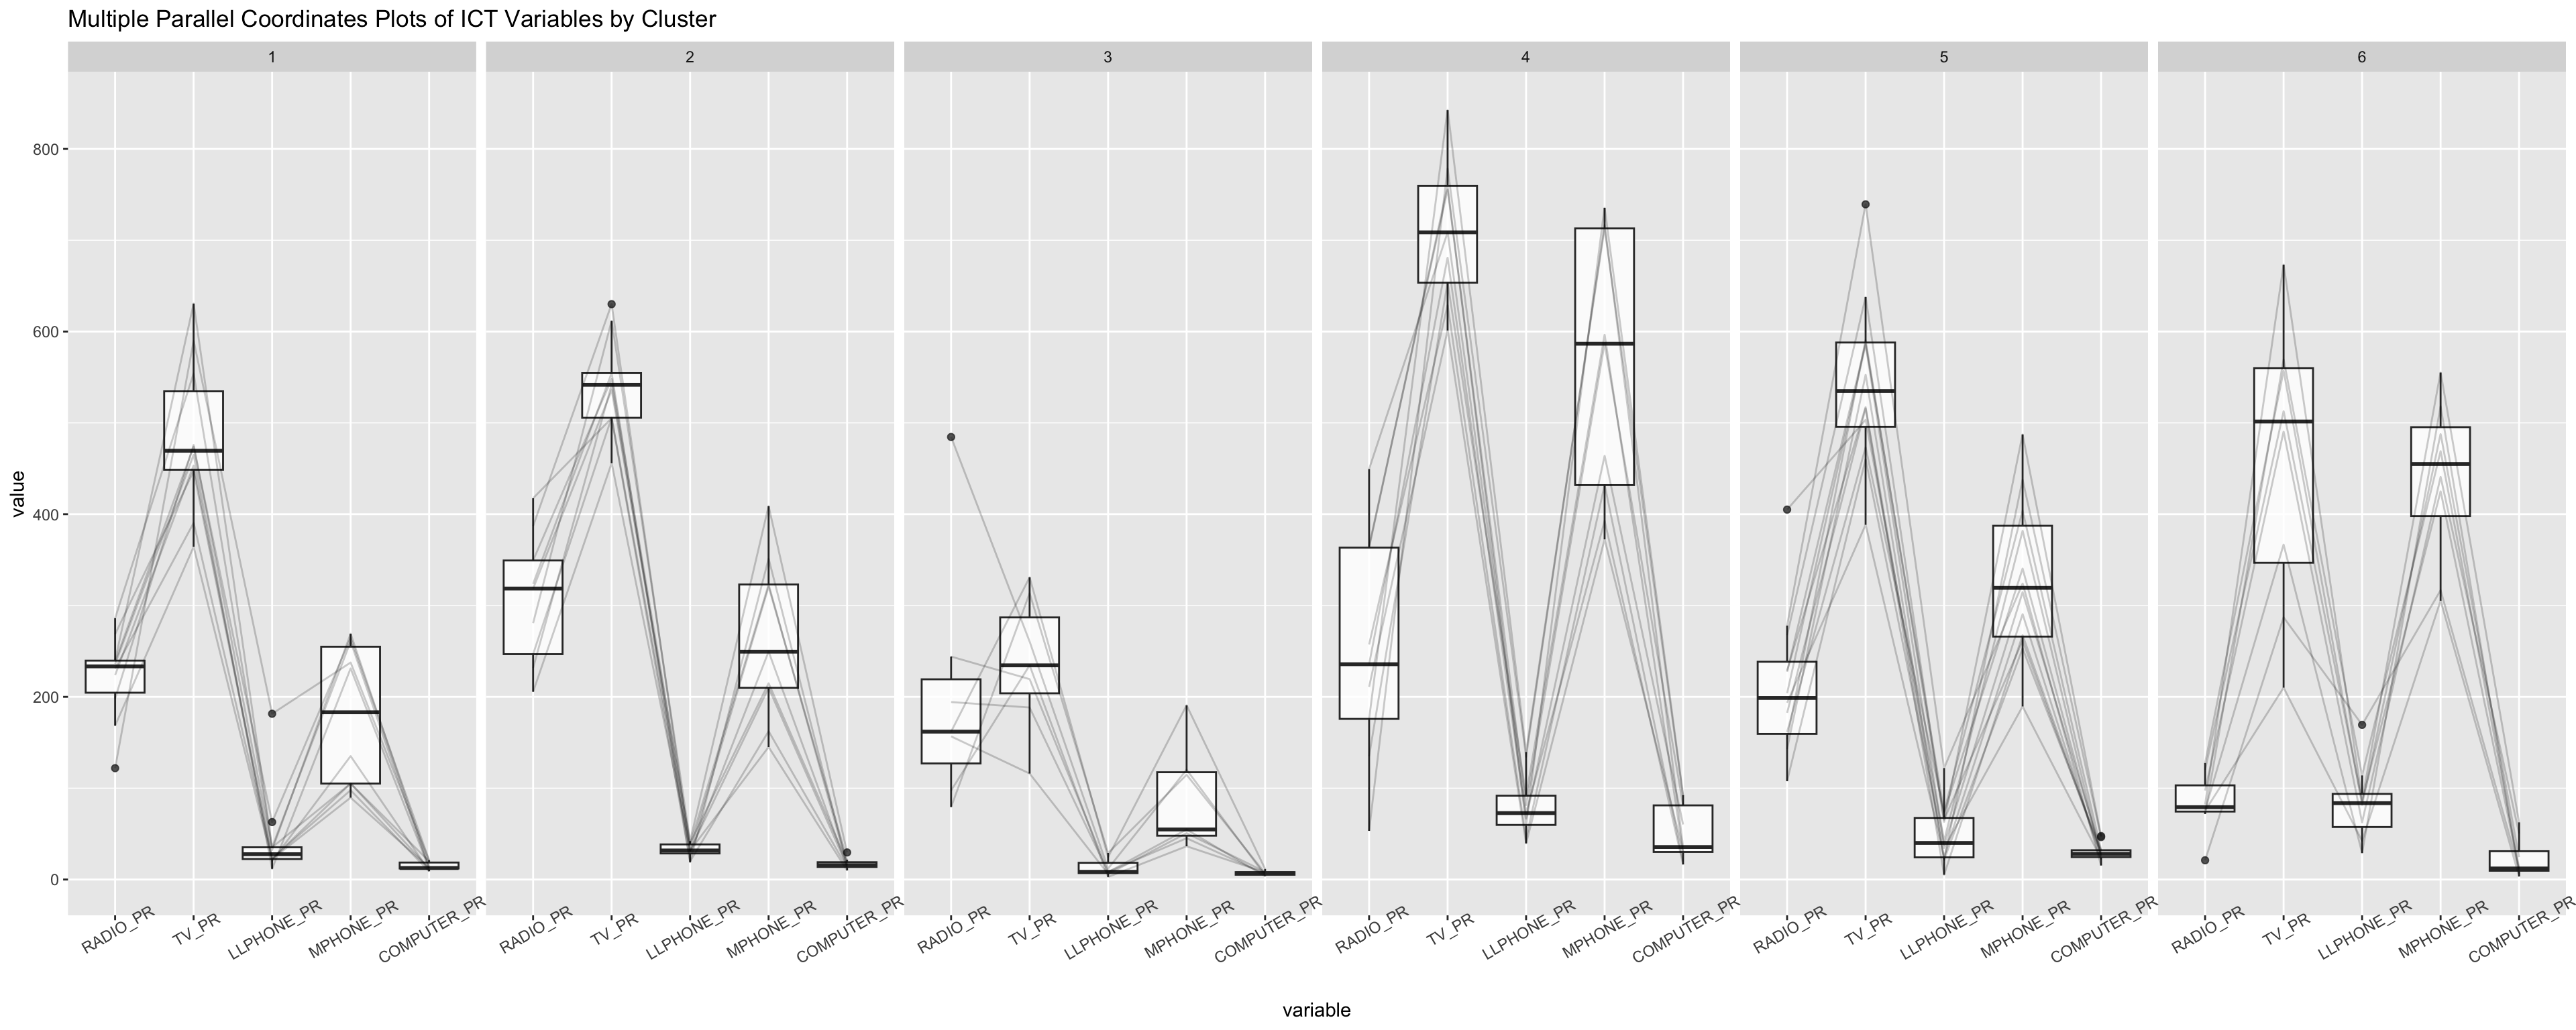 Multiple Parallel Coordinates Plots of ICT Variables by Cluster
1 2 3 4 5 6
800
600
400
200
0
value
RADIO_PR TV_PR LLPHONE_PR MPHONE_PR COMPUTER_PR RADIO_PR TV_PR LLPHONE_PR MPHONE_PR COMPUTER_PR RADIO_PR TV_PR LLPHONE_PR MPHONE_PR COMPUTER_PR RADIO_PR TV_PR LLPHONE_PR MPHONE_PR COMPUTER_PR RADIO_PR TV_PR LLPHONE_PR MPHONE_PR COMPUTER_PR RADIO_PR TV_PR LLPHONE_PR MPHONE_PR COMPUTER_PR
variable